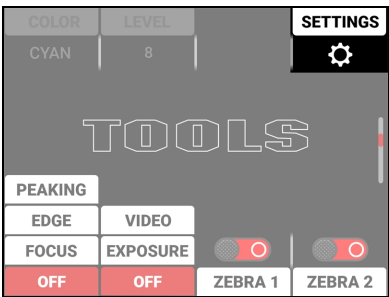 COLOR LEVEL SETTINGS
CYAN 8
TOOLS
PEAKING
EDGE VIDEO
FOCUS EXPOSURE
OFF OFF ZEBRA 1 ZEBRA 2